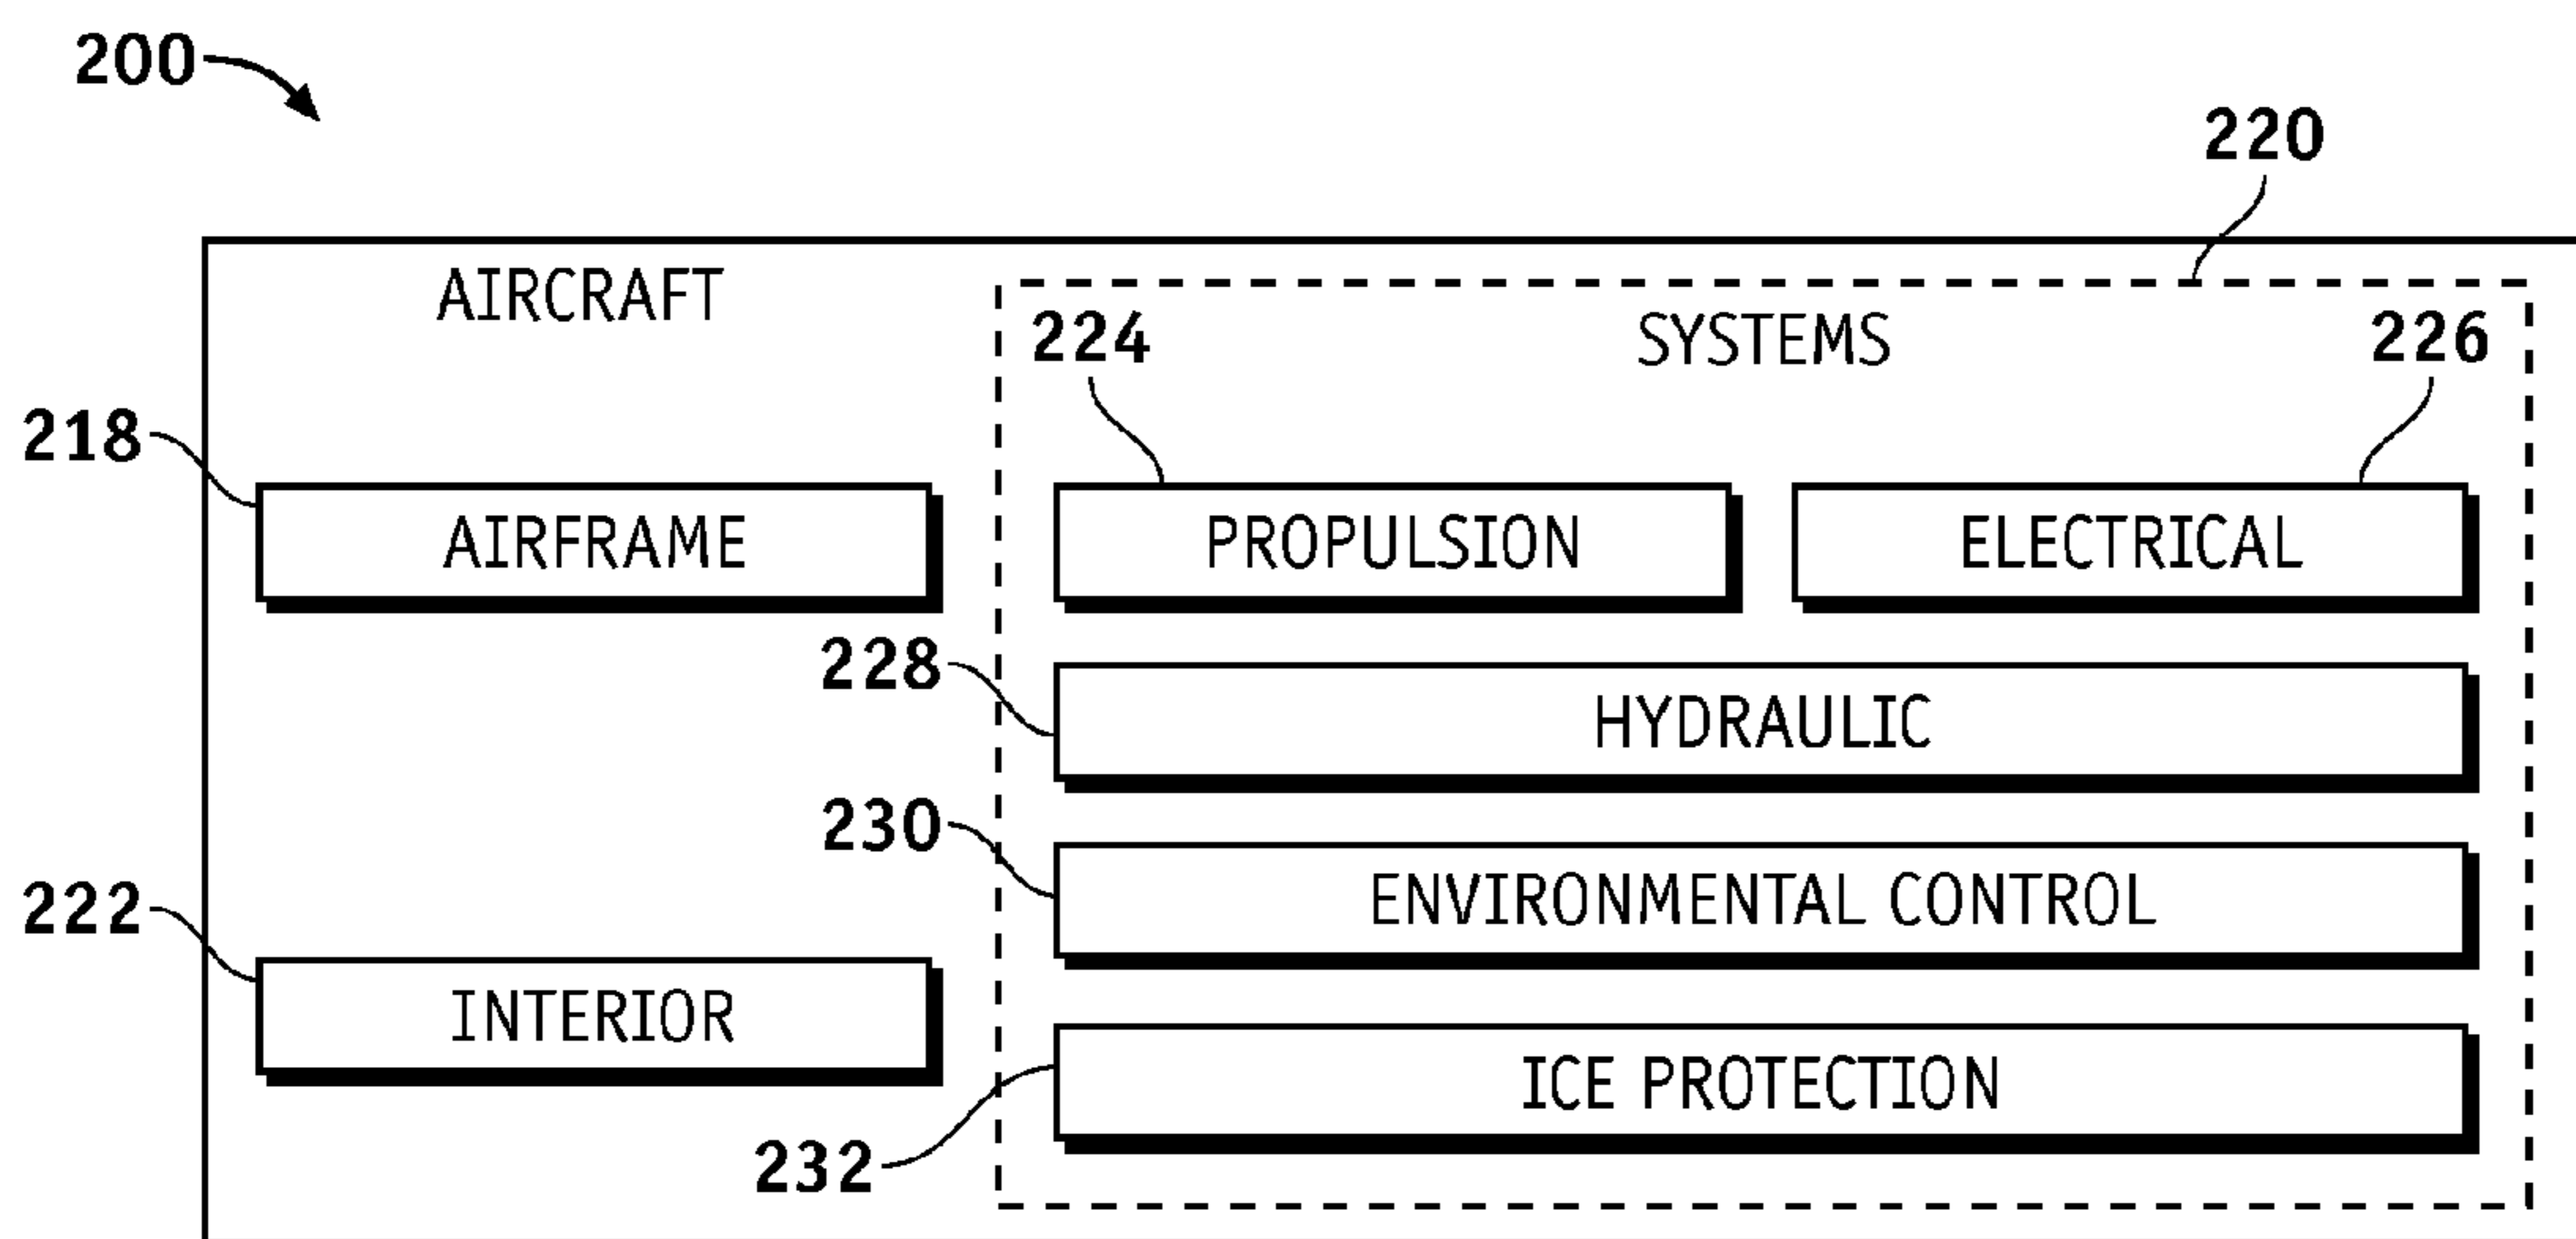 200
220
AIRCRAFT
224
SYSTEMS
226
218
AIRFRAME
PROPULSION
ELECTRICAL
228
HYDRAULIC
230
ENVIRONMENTAL CONTROL
222
INTERIOR
ICE PROTECTION
232